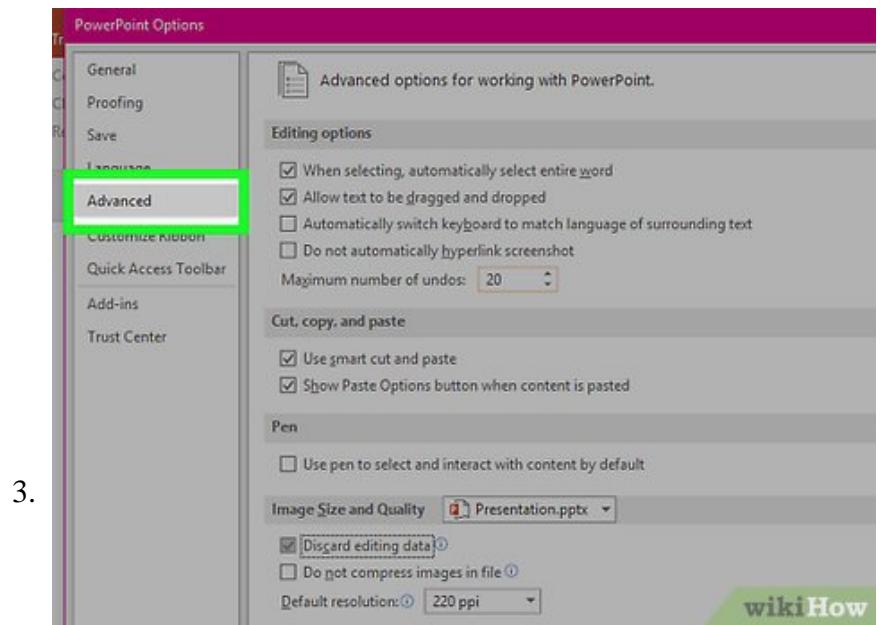 PowerPoint Options
Tr
General
Proofing
Save
Language
Advanced
Customize Ribbon
Quick Access Toolbar
Add-ins
Trust Center
Advanced options for working with PowerPoint.
Editing options
When selecting, automatically select entire word
Allow text to be dragged and dropped
Automatically switch keyboard to match language of surrounding text
Do not automatically hyperlink screenshot
Maximum number of undos: 20
Cut, copy, and paste
Use smart cut and paste
Show Paste Options button when content is pasted
Pen
Use pen to select and interact with content by default
3.
Image Size and Quality Presentation.pptx
Discard editing data
Do not compress images in file
Default resolution: 220 ppi
wikiHow